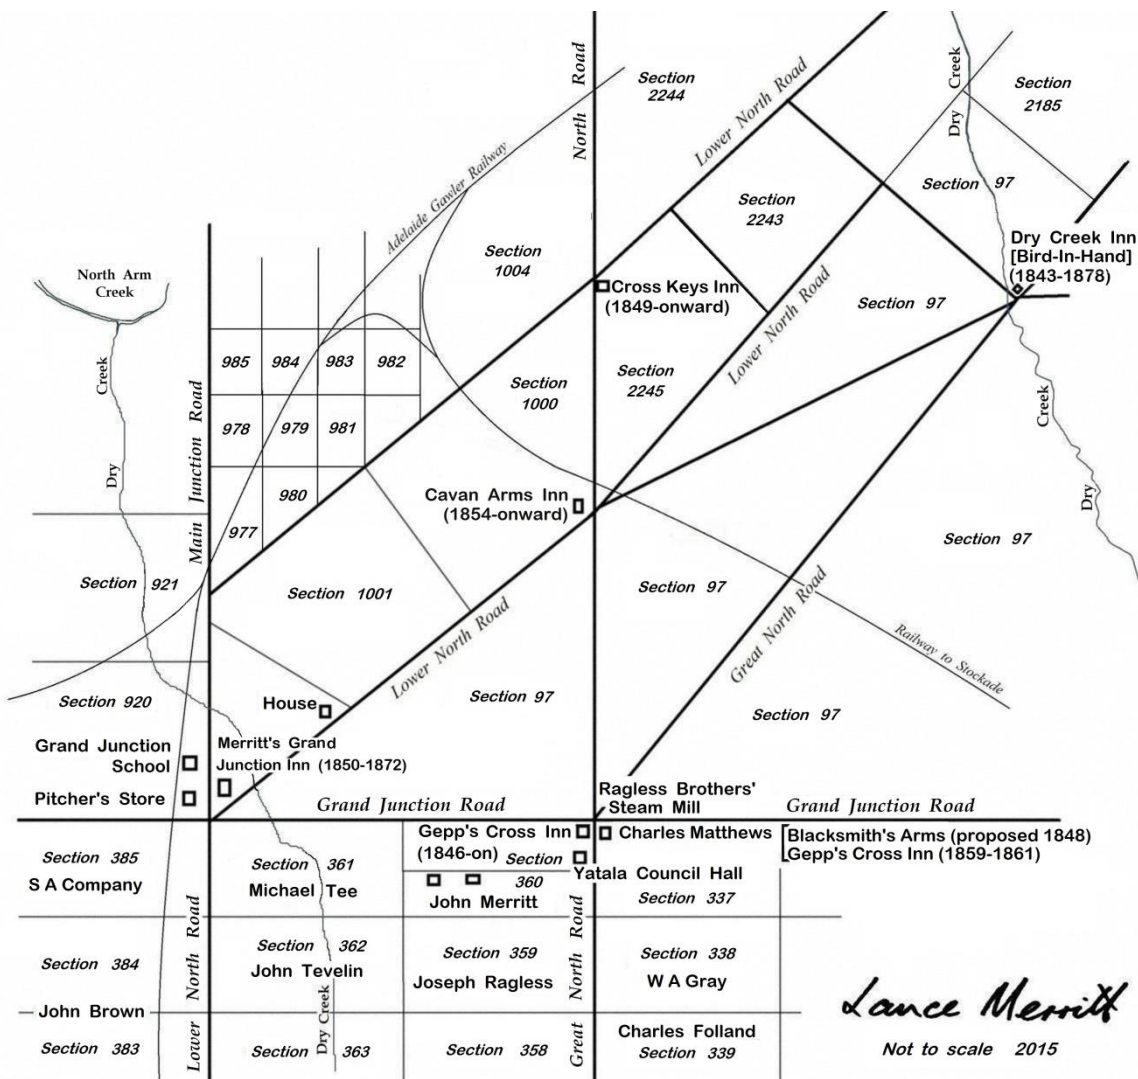 North Road
Section
2244
Lower North Road
Dry Creek
Section
2185
Adelaide Gawler Railway
Section 97
Section
2243
Dry Creek Inn
[Bird-In-Hand]
(1843-1878)
Section
1004
North Arm
Creek
Cross Keys Inn
(1849-onward)
Section 97
Lower North Road
985
984
983
982
Section
1000
Section
2245
Dry Creek
Main Junction Road
978
979
981
Dry Creek
980
Cavan Arms Inn
(1854-onward)
977
Section 97
Section 921
Section 1001
Section 97
Lower North Road
Great North Road
Railway to Stockade
Section 920
House
Section 97
Section 97
Grand Junction
School
Merritt's Grand
Junction Inn (1850-1872)
Pitcher's Store
Ragless Brothers'
Steam Mill
Grand Junction Road
Grand Junction Road
Gepp's Cross Inn
(1846-on)
Charles Matthews
Blacksmith's Arms (proposed 1848)
Gepp's Cross Inn (1859-1861)
Section 385
S A Company
Section 361
Michael Tee
Section
360
John Merritt
Yatala Council Hall
Section 337
Lower North Road
Great North Road
Section 384
Section 362
John Tevelin
Section 359
Joseph Ragless
Section 338
W A Gray
John Brown
Section 383
Dry Creek
Section 363
Section 358
Charles Folland
Section 339
Lance Merritt
Not to scale 2015